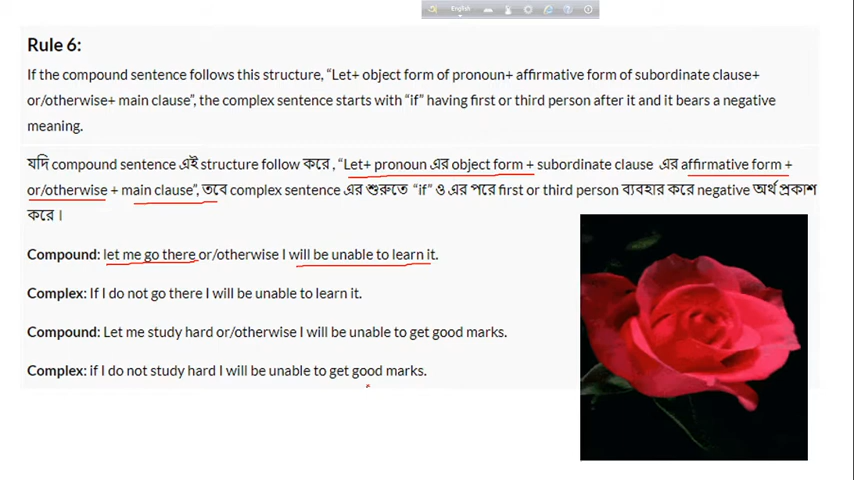 English
Rule 6:
If the compound sentence follows this structure, “Let+ object form of pronoun+ affirmative form of subordinate clause+
or/otherwise+ main clause”, the complex sentence starts with “if” having first or third person after it and it bears a negative
meaning.
যদি compound sentence এই structure follow করে , “Let+ pronoun এর object form + subordinate clause এর affirmative form +
or/otherwise + main clause”, তবে complex sentence এর শুরুতে “if” ও এর পরে first or third person ব্যবহার করে negative অর্থ প্রকাশ
করে ।
Compound: let me go there or/otherwise I will be unable to learn it.
Complex: If I do not go there I will be unable to learn it.
Compound: Let me study hard or/otherwise I will be unable to get good marks.
Complex: if I do not study hard I will be unable to get good marks.